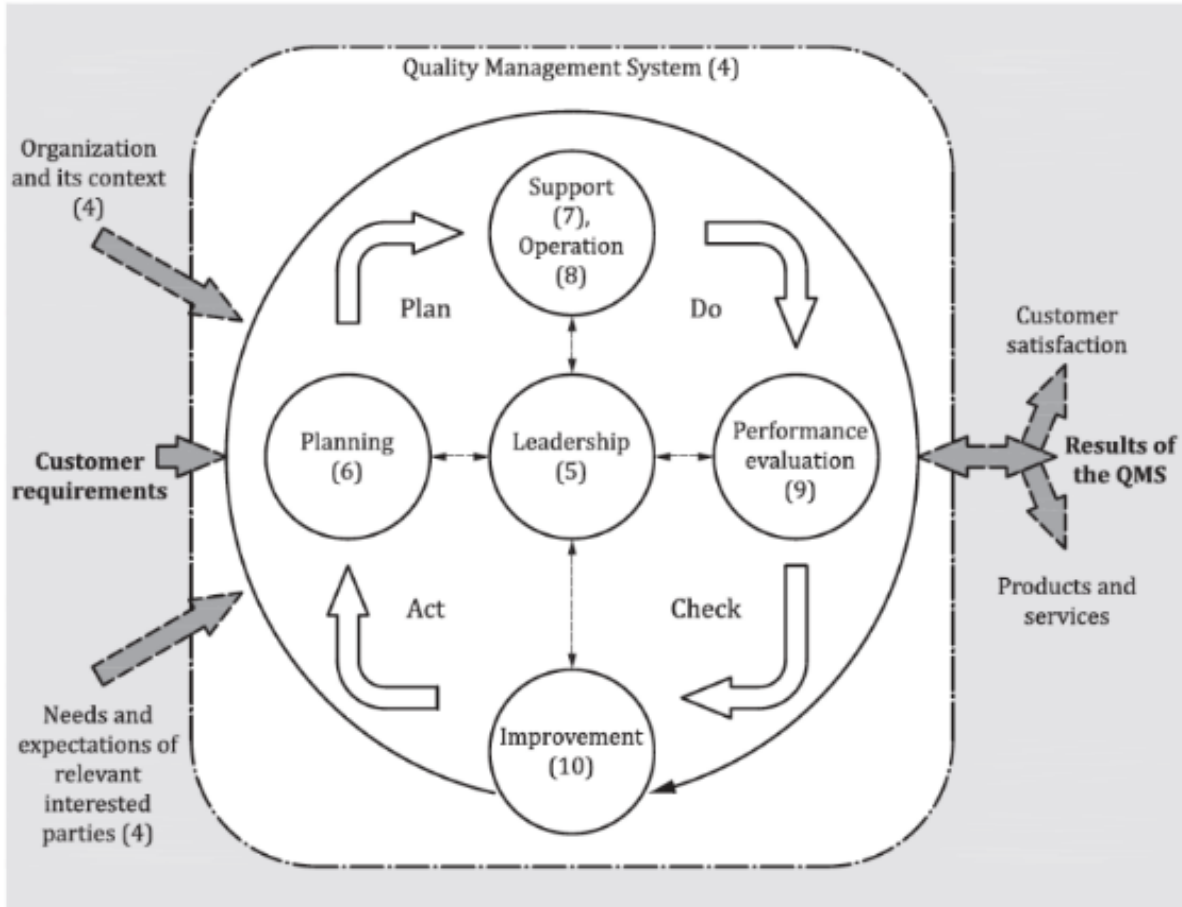 Quality Management System (4)
Organization
and its context
(4)
Support
(7),
Operation
(8)
Plan
Do
Customer
satisfaction
Planning
(6)
Leadership
(5)
Performance
evaluation
(9)
Customer
requirements
Results of
the QMS
Act
Check
Products and
services
Needs and
expectations of
relevant
interested
parties (4)
Improvement
(10)